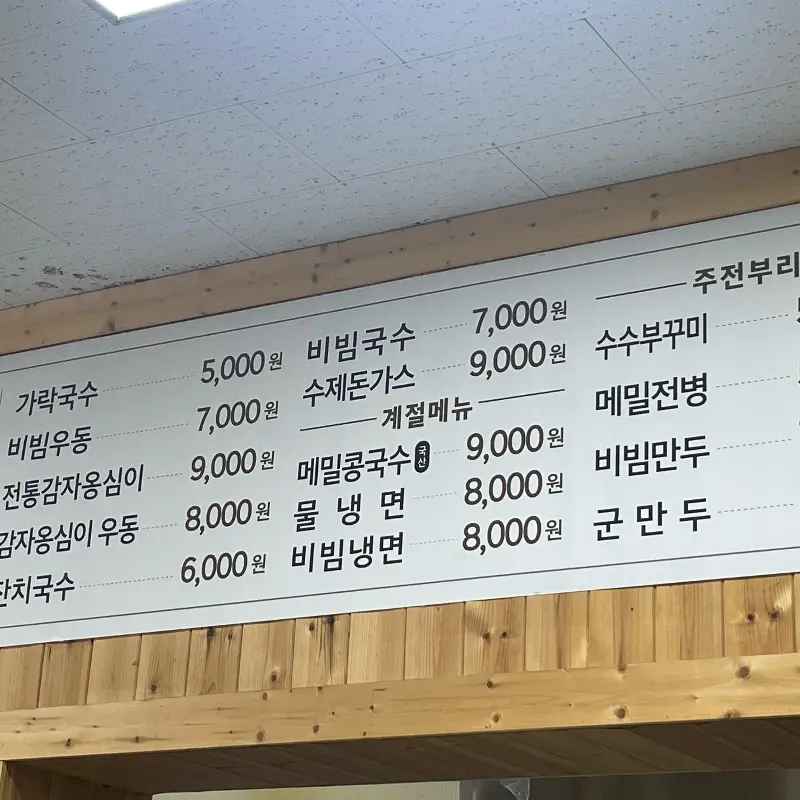 가락국수 5,000원
비빔우동 7,000원
전통감자옹심이 9,000원
감자옹심이 우동 8,000원
잔치국수 6,000원
비빔국수 7,000원
수제돈가스 9,000원
계절메뉴
메밀콩국수 국산 9,000원
물냉면 8,000원
비빔냉면 8,000원
주전부리
수수부꾸미
메밀전병
비빔만두
군만두